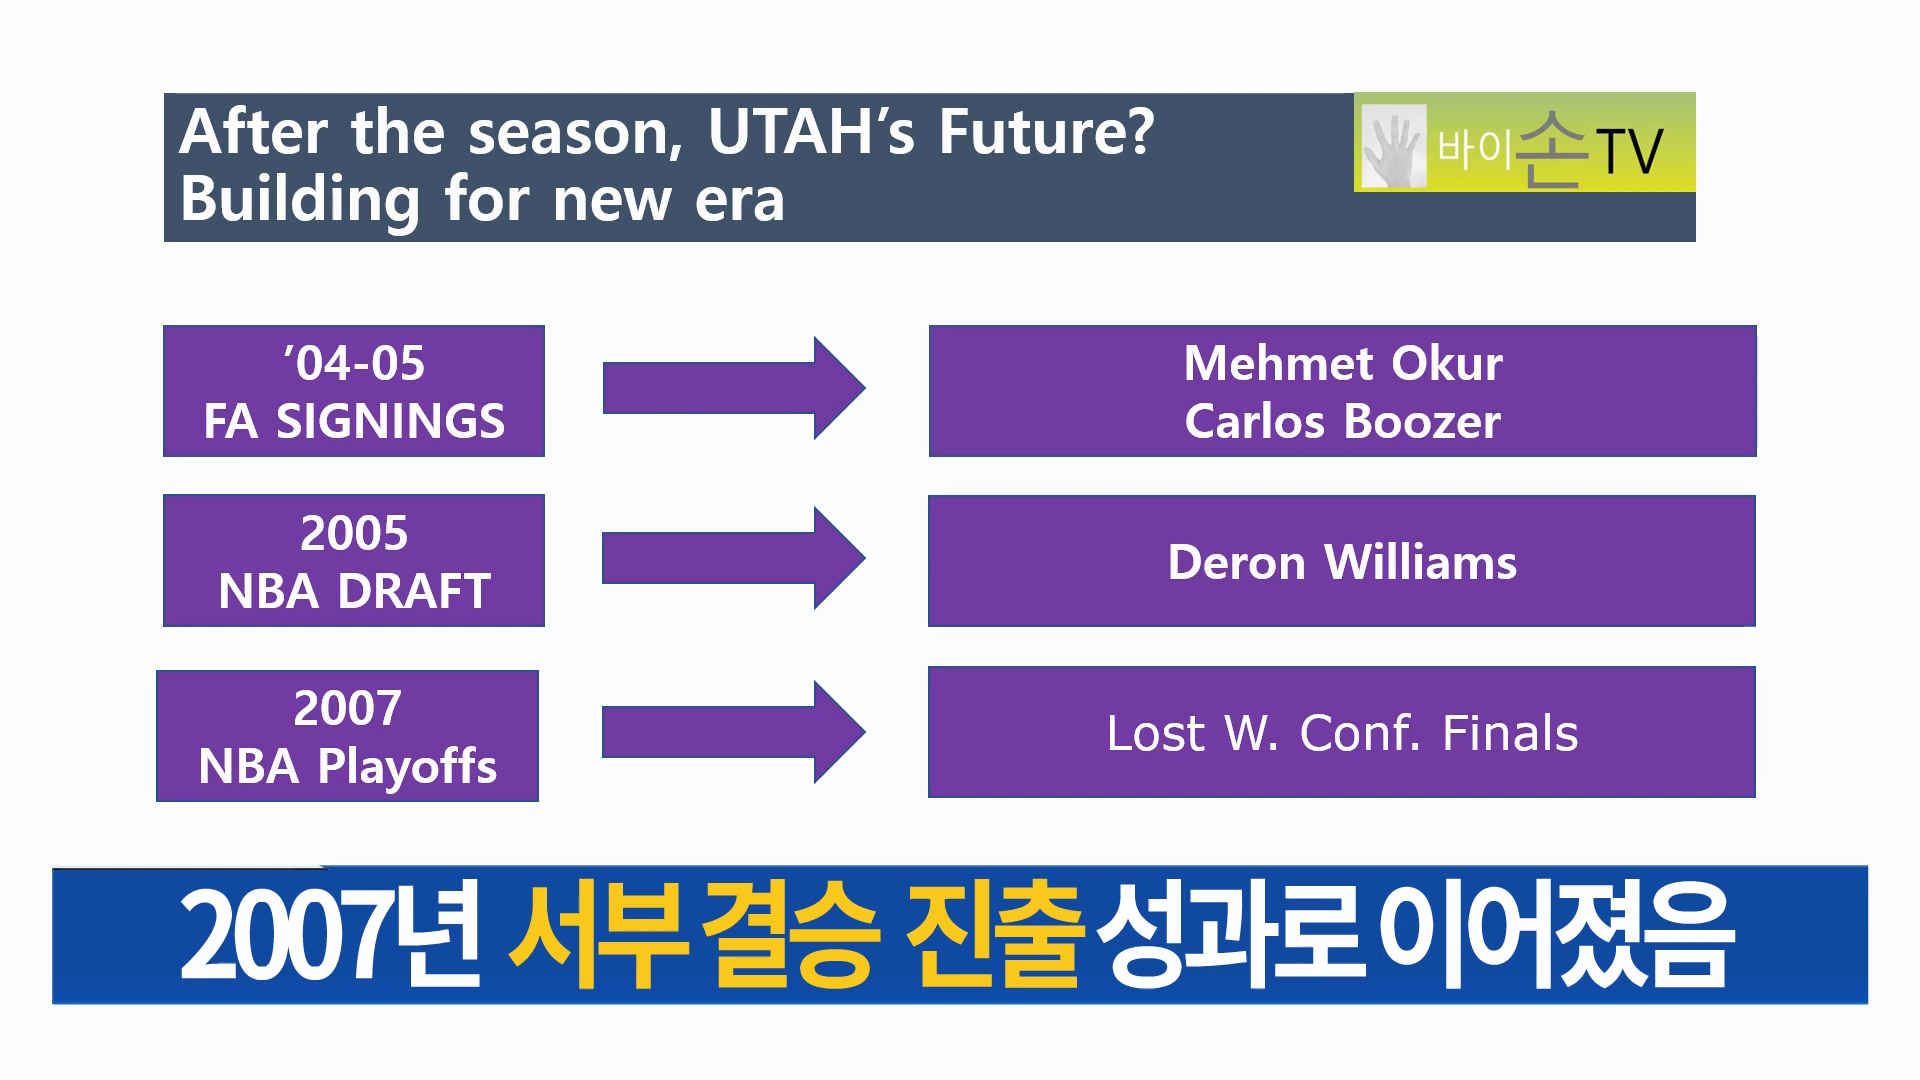 After the season, UTAH’s Future?
Building for new era
바이손TV
’04-05
FA SIGNINGS
Mehmet Okur
Carlos Boozer
2005
NBA DRAFT
Deron Williams
2007
NBA Playoffs
Lost W. Conf. Finals
2007년 서부 결승 진출 성과로 이어졌음